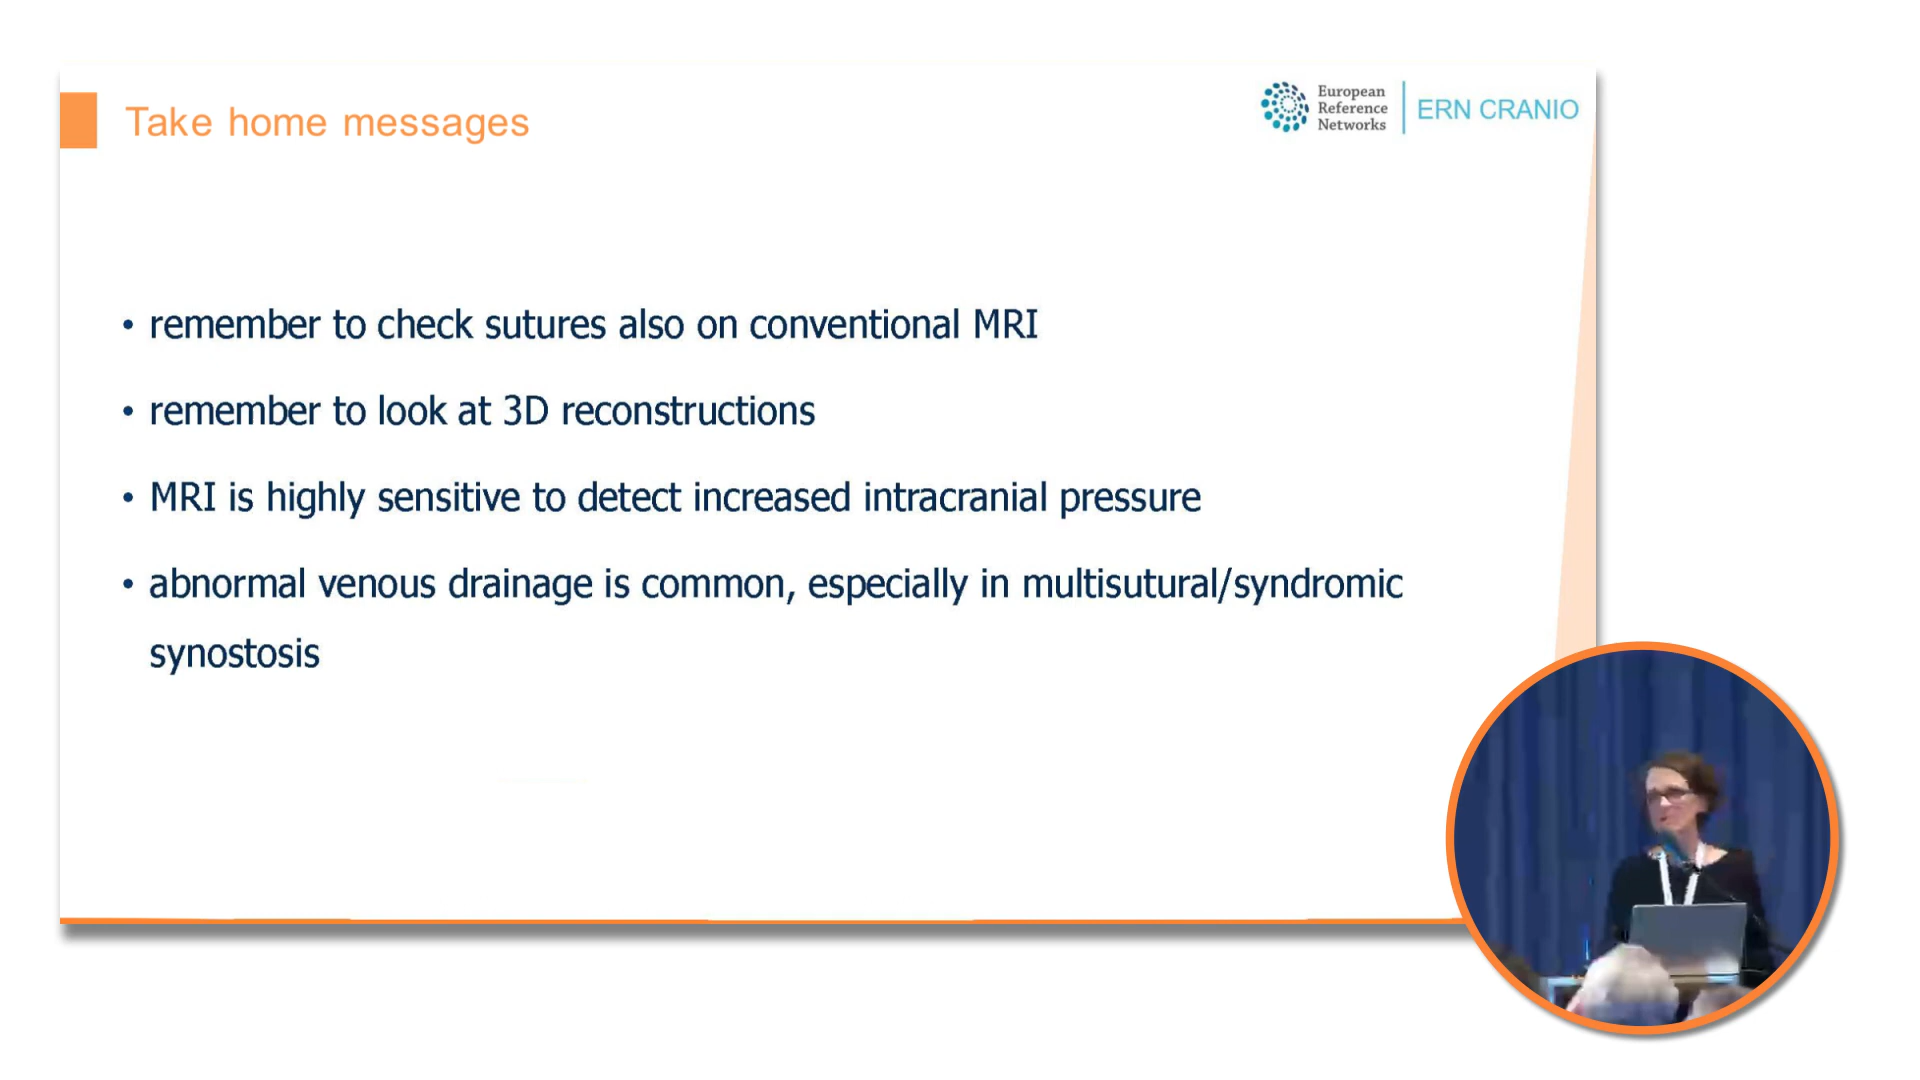 Take home messages
European
Reference
Networks
ERN CRANIO
• remember to check sutures also on conventional MRI
• remember to look at 3D reconstructions
• MRI is highly sensitive to detect increased intracranial pressure
• abnormal venous drainage is common, especially in multisutural/syndromic
synostosis